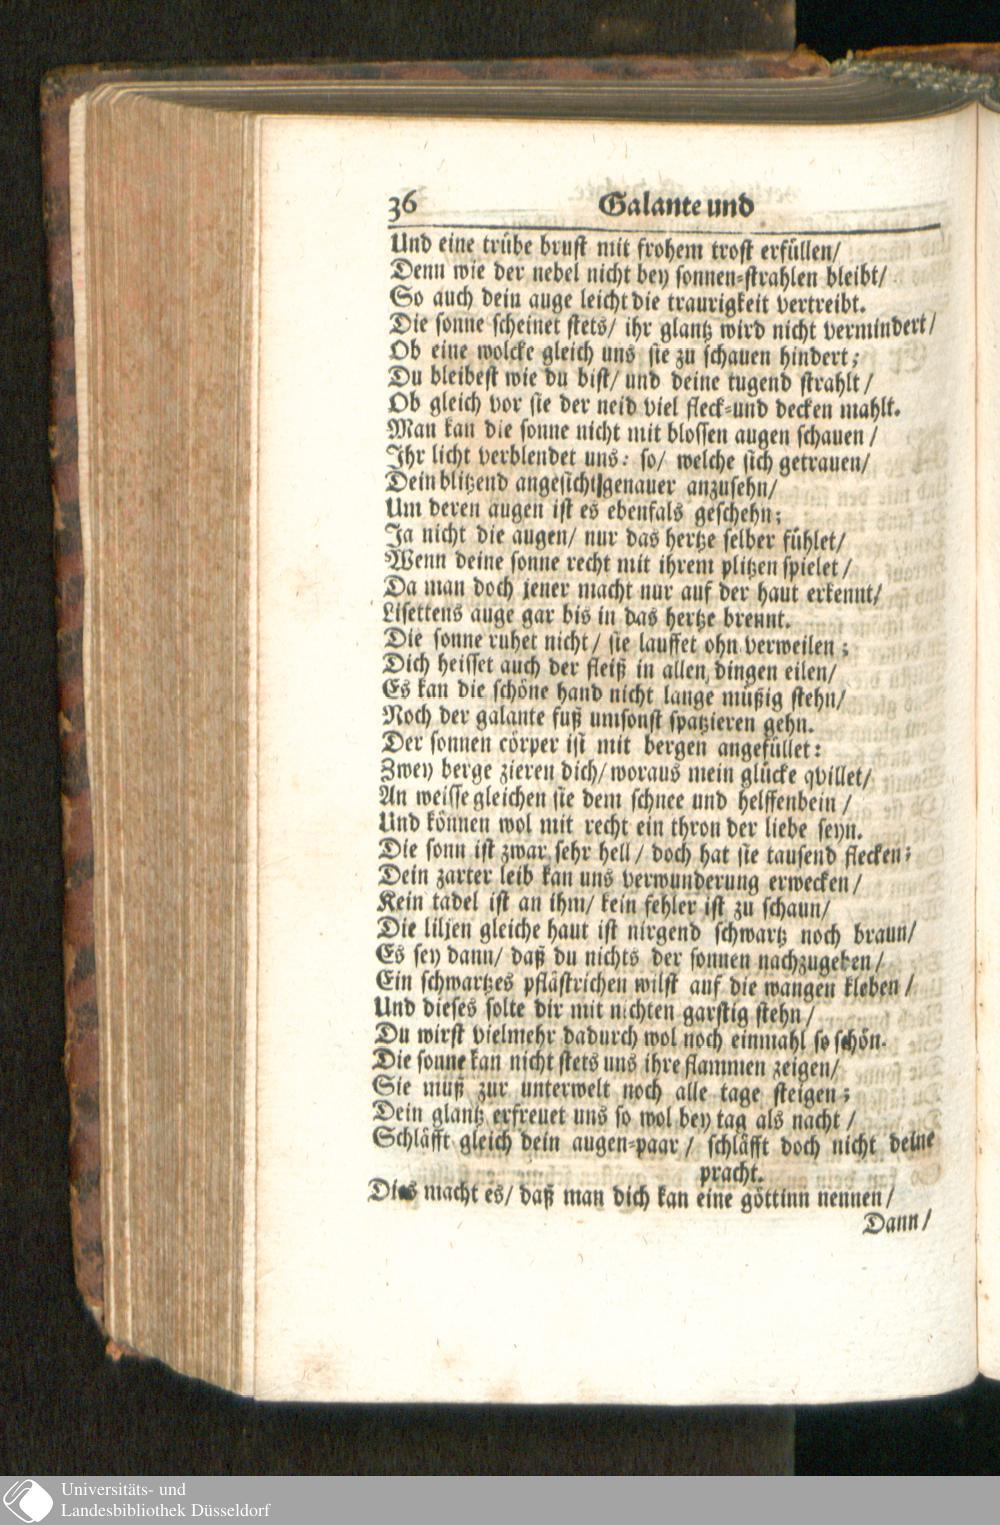 36 Galante und
Und eine trübe brust mit frohem trost erfüllen/
Denn wie der nebel nicht bey sonnen-strahlen bleibt/
So auch dein auge leicht die traurigkeit vertreibt.
Die sonne scheinet stets/ ihr glantz wird nicht vermindert/
Ob eine wolcke gleich uns sie zu schauen hindert;
Du bleibest wie du bist/ und deine tugend strahlt/
Ob gleich vor sie der neid viel fleck-und decken mahlt.
Man kan die sonne nicht mit blossen augen schauen/
Ihr licht verblendet uns: so/ welche sich getrauen/
Dein blitzend angesicht genauer anzusehn/
Um deren augen ist es ebenfals geschehn;
Ja nicht die augen/ nur das hertze selber fühlet/
Wenn deine sonne recht mit ihrem plitzen spielet/
Da man doch jener macht nur auf der haut erkennt/
Lisettens auge gar bis in das hertze brennt.
Die sonne ruhet nicht/ sie lauffet ohn verweilen;
Dich heisset auch der fleiß in allen dingen eilen/
Es kan die schöne hand nicht lange müßig stehn/
Noch der galante fuß umsonst spatzieren gehn.
Der sonnen cörper ist mit bergen angefüllet:
Zwey berge zieren dich/ woraus mein glücke qvillet/
An weisse gleichen sie dem schnee und helffenbein/
Und können wol mit recht ein thron der liebe seyn.
Die sonn ist zwar sehr hell/ doch hat sie tausend flecken;
Dein zarter leib kan uns verwunderung erwecken/
Kein tadel ist an ihm/ kein fehler ist zu schaun/
Die liljen gleiche haut ist nirgend schwartz noch braun/
Es sey dann/ daß du nichts der sonnen nachzugeben/
Ein schwartzes pflästrichen wilst auf die wangen kleben/
Und dieses solte dir mit nichten garstig stehn/
Du wirst vielmehr dadurch wol noch einmahl so schön.
Die sonne kan nicht stets uns ihre flammen zeigen/
Sie muß zur unterwelt noch alle tage steigen;
Dein glantz erfreuet uns so wol bey tag als nacht/
Schläfft gleich dein augen-paar/ schläfft doch nicht deine
pracht.
Dies macht es/ daß man dich kan eine göttinn nennen/
Dann/
Universitäts- und
Landesbibliothek Düsseldorf